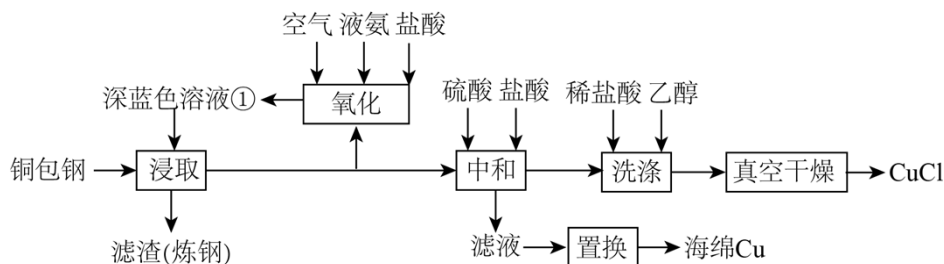 空气 液氨 盐酸
深蓝色溶液① 氧化 硫酸 盐酸 稀盐酸 乙醇
铜包钢 浸取 中和 洗涤 真空干燥 CuCl
滤渣(炼钢) 滤液 置换 海绵Cu